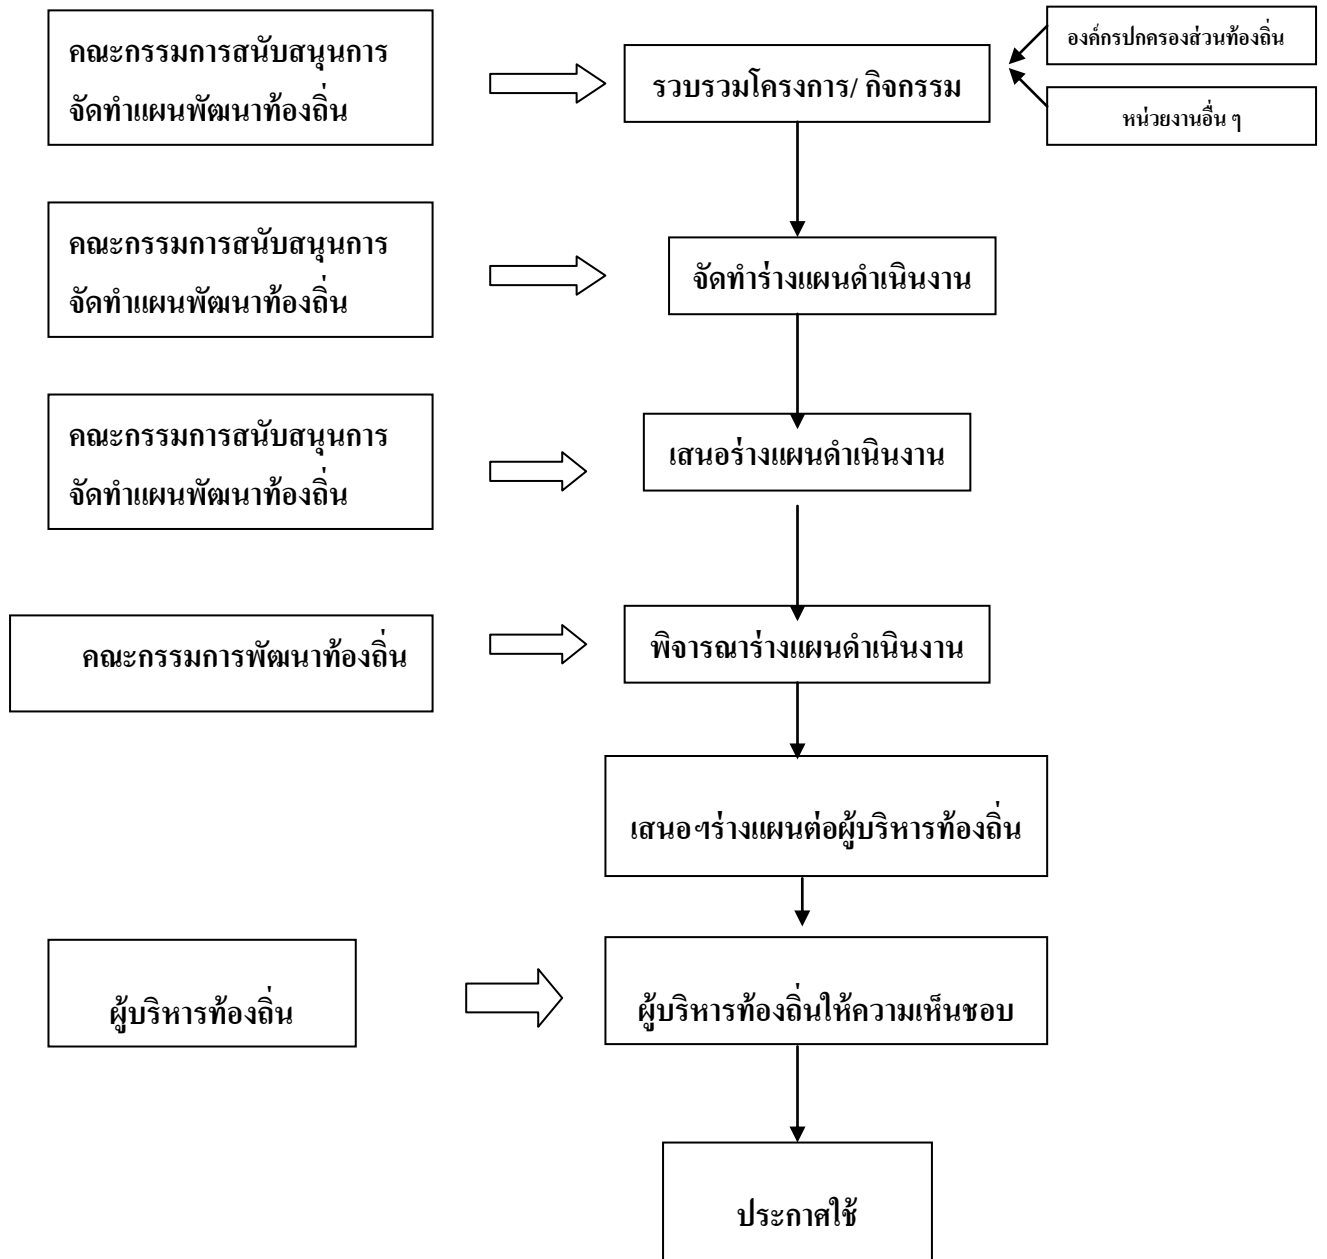 คณะกรรมการสนับสนุนการ
จัดทำแผนพัฒนาท้องถิ่น
รวบรวมโครงการ/ กิจกรรม
องค์กรปกครองส่วนท้องถิ่น
หน่วยงานอื่น ๆ
คณะกรรมการสนับสนุนการ
จัดทำแผนพัฒนาท้องถิ่น
จัดทำร่างแผนดำเนินงาน
คณะกรรมการสนับสนุนการ
จัดทำแผนพัฒนาท้องถิ่น
เสนอร่างแผนดำเนินงาน
คณะกรรมการพัฒนาท้องถิ่น
พิจารณาร่างแผนดำเนินงาน
เสนอฯร่างแผนต่อผู้บริหารท้องถิ่น
ผู้บริหารท้องถิ่น
ผู้บริหารท้องถิ่นให้ความเห็นชอบ
ประกาศใช้